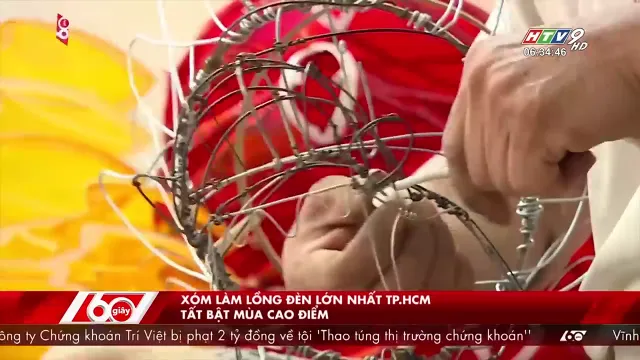 HTV9 HD
06:34:46
60 giây
XÓM LÀM LỒNG ĐÈN LỚN NHẤT TP.HCM
TẤT BẬT MÙA CAO ĐIỂM
ông ty Chứng khoán Trí Việt bị phạt 2 tỷ đồng về tội 'Thao túng thị trường chứng khoán''
60
Vĩnh